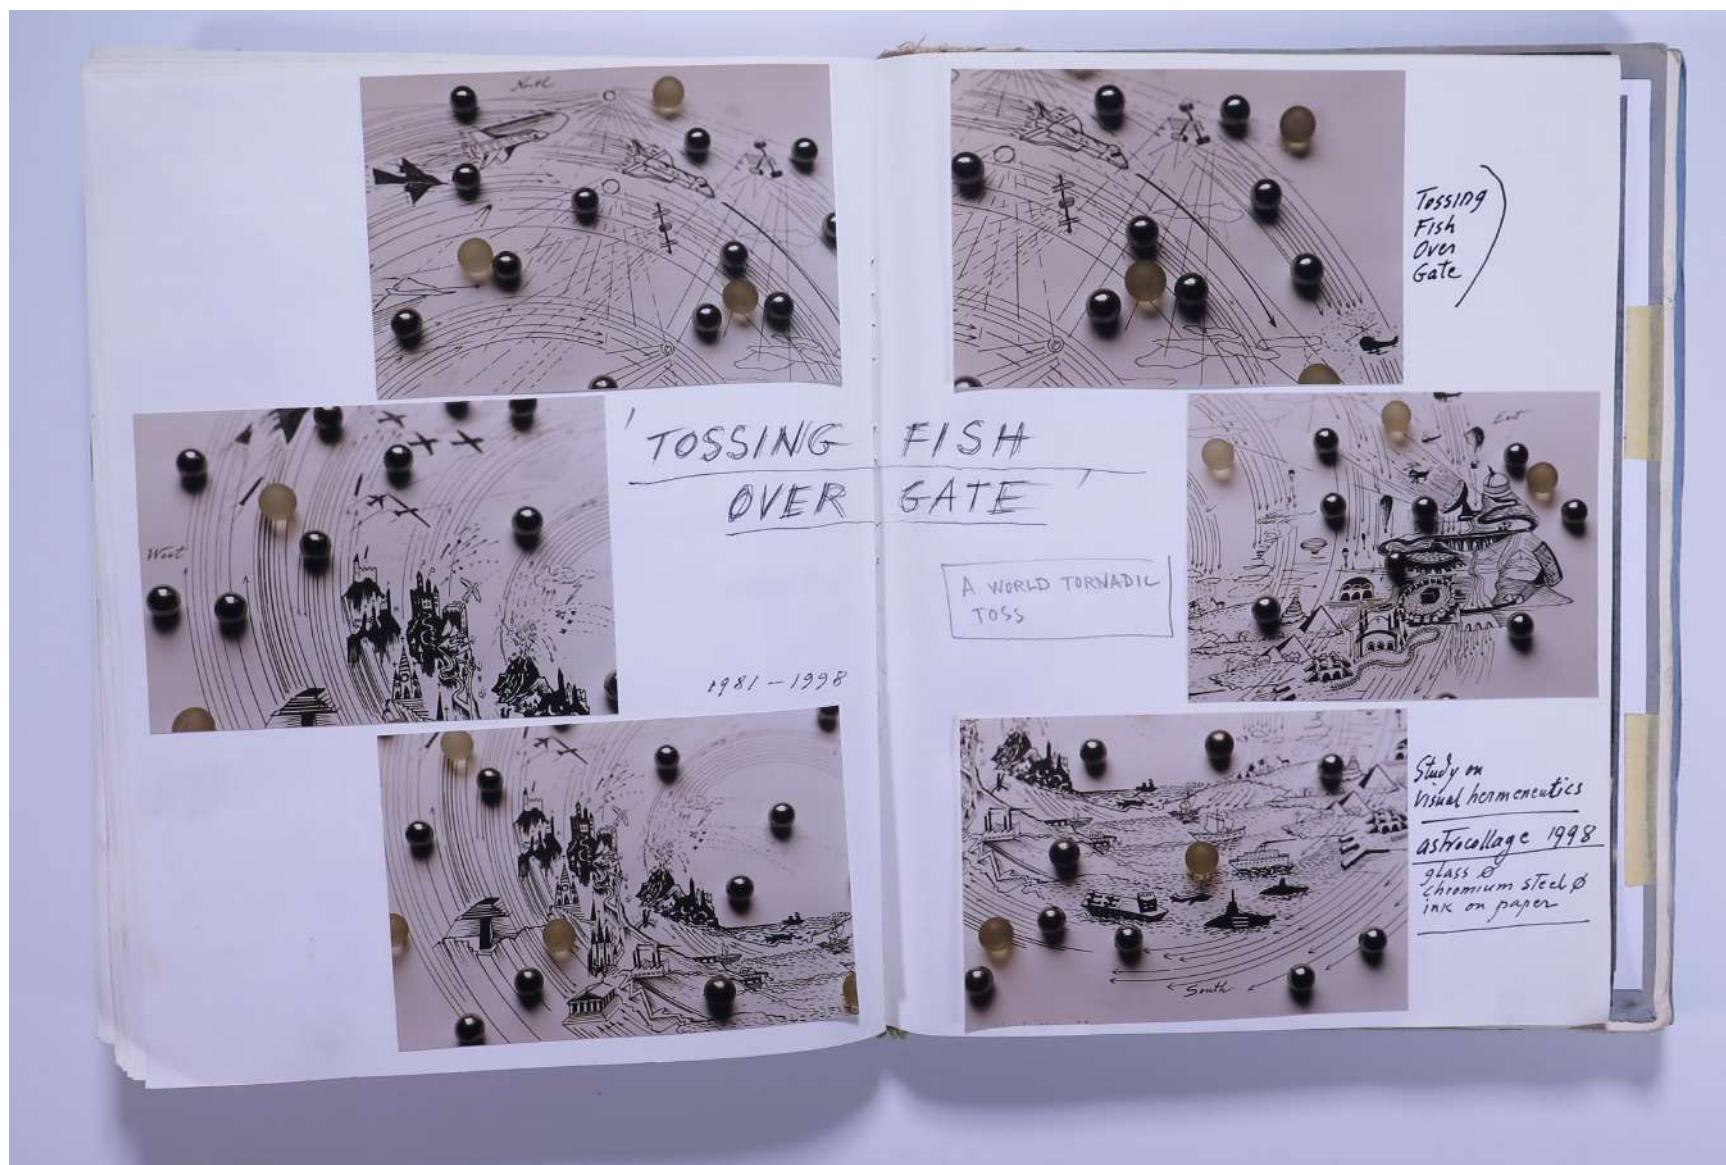 North
Tossing
Fish
Over
Gate
'TOSSING FISH
OVER GATE'
West
East
A WORLD TORNADIC
TOSS
1981-1998
Study on
visual hermeneutics
astrocollage 1998
glass Ø
chromium steel Ø
ink on paper
South